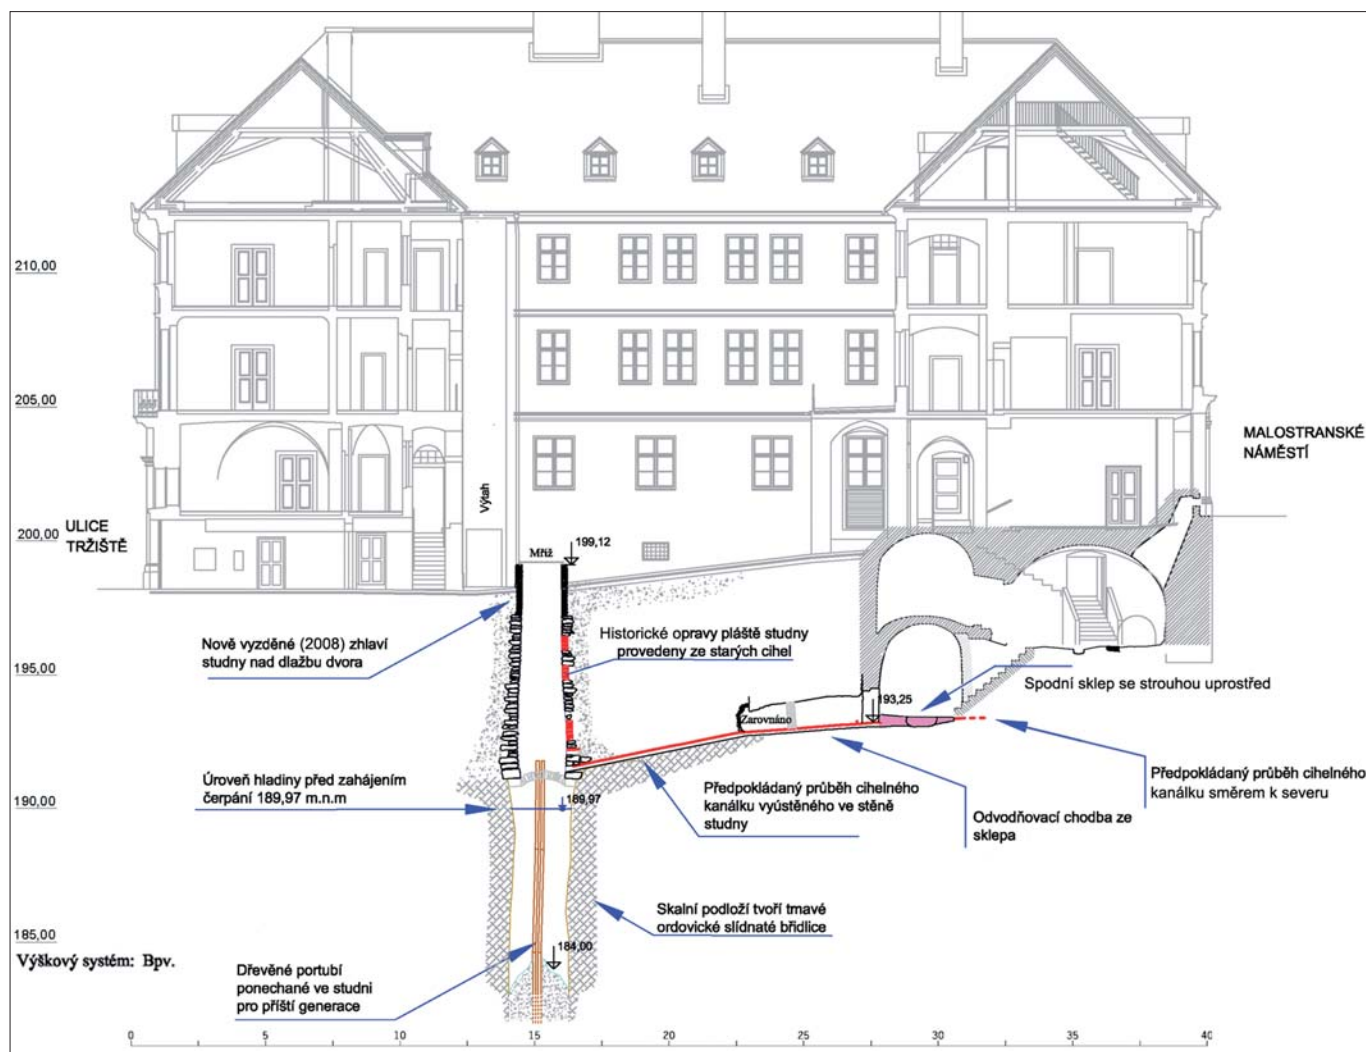 210,00
205,00
MALOSTRANSKÉ
NÁMĚSTÍ
Výtah
200,00
ULICE
TRŽIŠTĚ
Mříž
199,12
Nově vyzděné (2008) zhlaví
studny nad dlažbu dvora
Historické opravy pláště studny
provedeny ze starých cihel
195,00
Spodní sklep se strouhou uprostřed
193,25
Zarovnáno
Úroveň hladiny před zahájením
čerpání 189,97 m.n.m
190,00
189,97
Předpokládaný průběh cihelného
kanálku vyústěného ve stěně
studny
Předpokládaný průběh cihelného
kanálku směrem k severu
Odvodňovací chodba ze
sklepa
Skalní podloží tvoří tmavé
ordovické slídnaté břidlice
185,00
184,00
Výškový systém: Bpv.
Dřevěné portubí
ponechané ve studni
pro příští generace
0 5 10 15 20 25 30 35 40